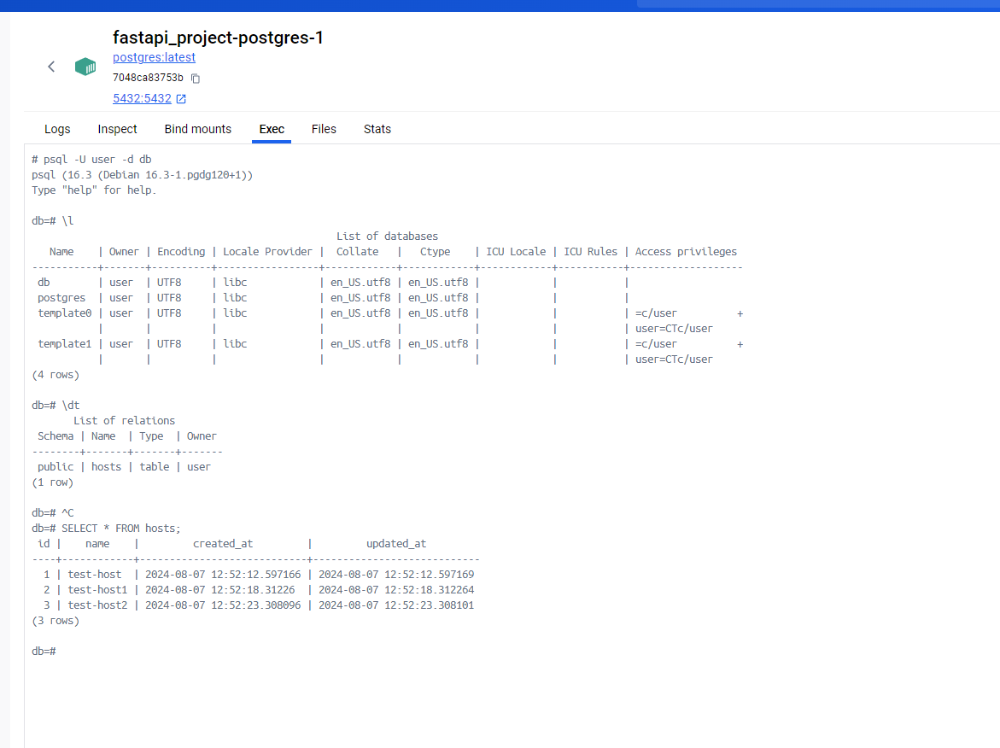 fastapi_project-postgres-1
postgres:latest
7048ca83753b
5432:5432
Logs Inspect Bind mounts Exec Files Stats
# psql -U user -d db
psql (16.3 (Debian 16.3-1.pgdg120+1))
Type "help" for help.
db=# \l
List of databases
Name | Owner | Encoding | Locale Provider | Collate | Ctype | ICU Locale | ICU Rules | Access privileges
-----------+-------+----------+-----------------+------------+------------+------------+-----------+-------------------
db | user | UTF8 | libc | en_US.utf8 | en_US.utf8 | | |
postgres | user | UTF8 | libc | en_US.utf8 | en_US.utf8 | | |
template0 | user | UTF8 | libc | en_US.utf8 | en_US.utf8 | | | =c/user +
| | | | | | | | user=CTc/user
template1 | user | UTF8 | libc | en_US.utf8 | en_US.utf8 | | | =c/user +
| | | | | | | | user=CTc/user
(4 rows)
db=# \dt
List of relations
Schema | Name | Type | Owner
--------+-------+-------+-------
public | hosts | table | user
(1 row)
db=# ^C
db=# SELECT * FROM hosts;
id | name | created_at | updated_at
----+------------+----------------------------+----------------------------
1 | test-host | 2024-08-07 12:52:12.597166 | 2024-08-07 12:52:12.597169
2 | test-host1 | 2024-08-07 12:52:18.31226 | 2024-08-07 12:52:18.312264
3 | test-host2 | 2024-08-07 12:52:23.308096 | 2024-08-07 12:52:23.308101
(3 rows)
db=#